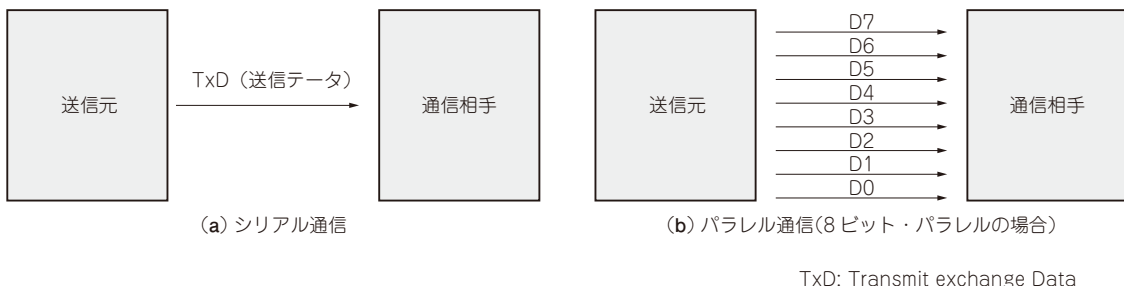 送信元
TxD（送信テータ）
通信相手
(a) シリアル通信
送信元
D7
D6
D5
D4
D3
D2
D1
D0
通信相手
(b) パラレル通信(8 ビット・パラレルの場合)
TxD: Transmit exchange Data